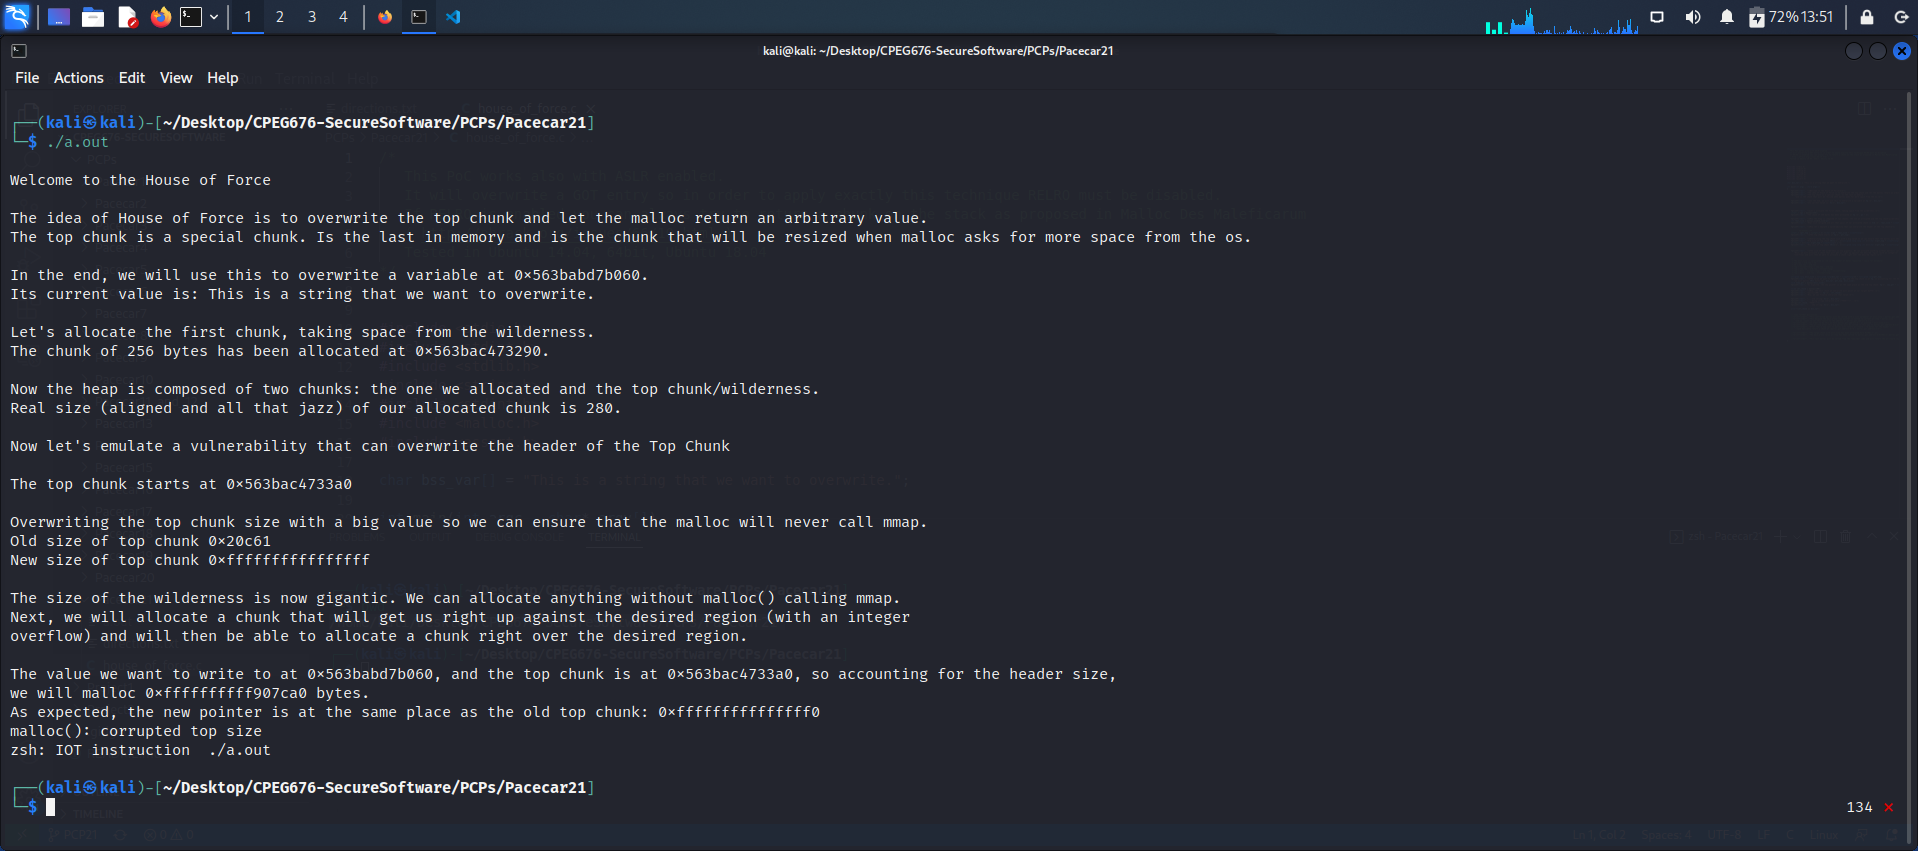 1 2 3 4
72% 13:51
kali@kali: ~/Desktop/CPEG676-SecureSoftware/PCPs/Pacecar21
File Actions Edit View Help
(kali㉿kali)-[~/Desktop/CPEG676-SecureSoftware/PCPs/Pacecar21]
$ ./a.out
Welcome to the House of Force
The idea of House of Force is to overwrite the top chunk and let the malloc return an arbitrary value.
The top chunk is a special chunk. Is the last in memory and is the chunk that will be resized when malloc asks for more space from the os.
In the end, we will use this to overwrite a variable at 0×563babd7b060.
Its current value is: This is a string that we want to overwrite.
Let's allocate the first chunk, taking space from the wilderness.
The chunk of 256 bytes has been allocated at 0×563bac473290.
Now the heap is composed of two chunks: the one we allocated and the top chunk/wilderness.
Real size (aligned and all that jazz) of our allocated chunk is 280.
Now let's emulate a vulnerability that can overwrite the header of the Top Chunk
The top chunk starts at 0×563bac4733a0
Overwriting the top chunk size with a big value so we can ensure that the malloc will never call mmap.
Old size of top chunk 0×20c61
New size of top chunk 0×ffffffffffffffff
The size of the wilderness is now gigantic. We can allocate anything without malloc() calling mmap.
Next, we will allocate a chunk that will get us right up against the desired region (with an integer
overflow) and will then be able to allocate a chunk right over the desired region.
The value we want to write to at 0×563babd7b060, and the top chunk is at 0×563bac4733a0, so accounting for the header size,
we will malloc 0×ffffffffff907ca0 bytes.
As expected, the new pointer is at the same place as the old top chunk: 0×fffffffffffffff0
malloc(): corrupted top size
zsh: IOT instruction  ./a.out
(kali㉿kali)-[~/Desktop/CPEG676-SecureSoftware/PCPs/Pacecar21]
$
134 ×